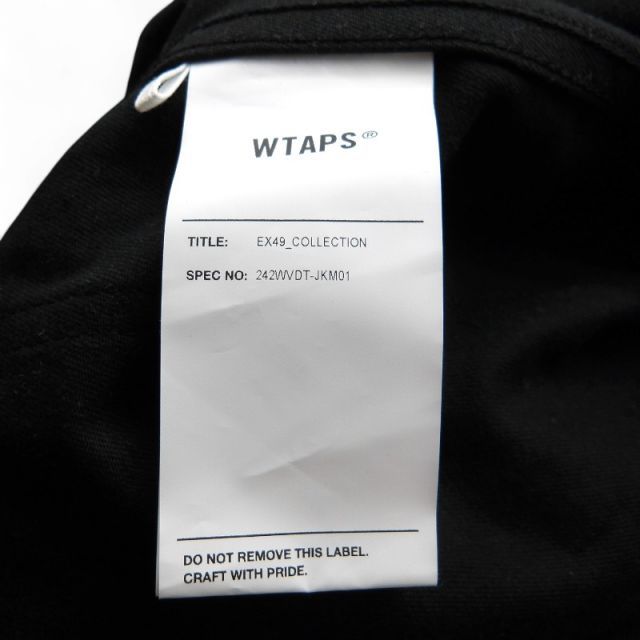 WTAPS®
TITLE: EX49_COLLECTION
SPEC NO: 242WVDT-JKM01
DO NOT REMOVE THIS LABEL.
CRAFT WITH PRIDE.